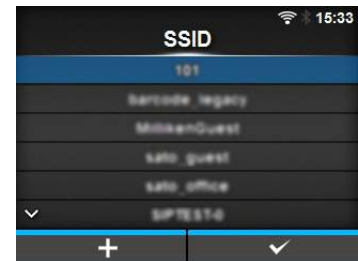 15:33
SSID
101
barcode_legacy
MillikenGuest
sato_guest
sato_office
SIPTEST-0